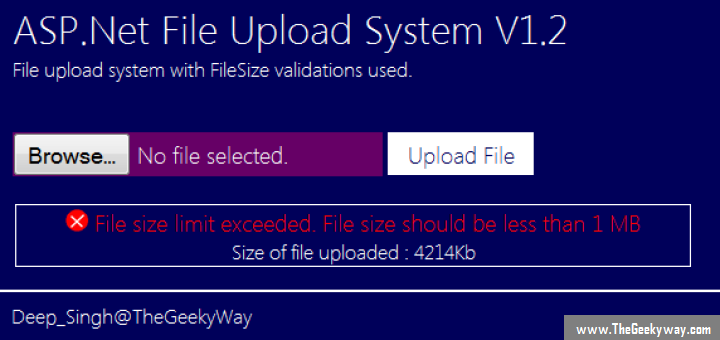 ASP.Net File Upload System V1.2
File upload system with FileSize validations used.
Browse... No file selected. Upload File
File size limit exceeded. File size should be less than 1 MB
Size of file uploaded : 4214Kb
Deep_Singh@TheGeekyWay
www.TheGeekyway.com